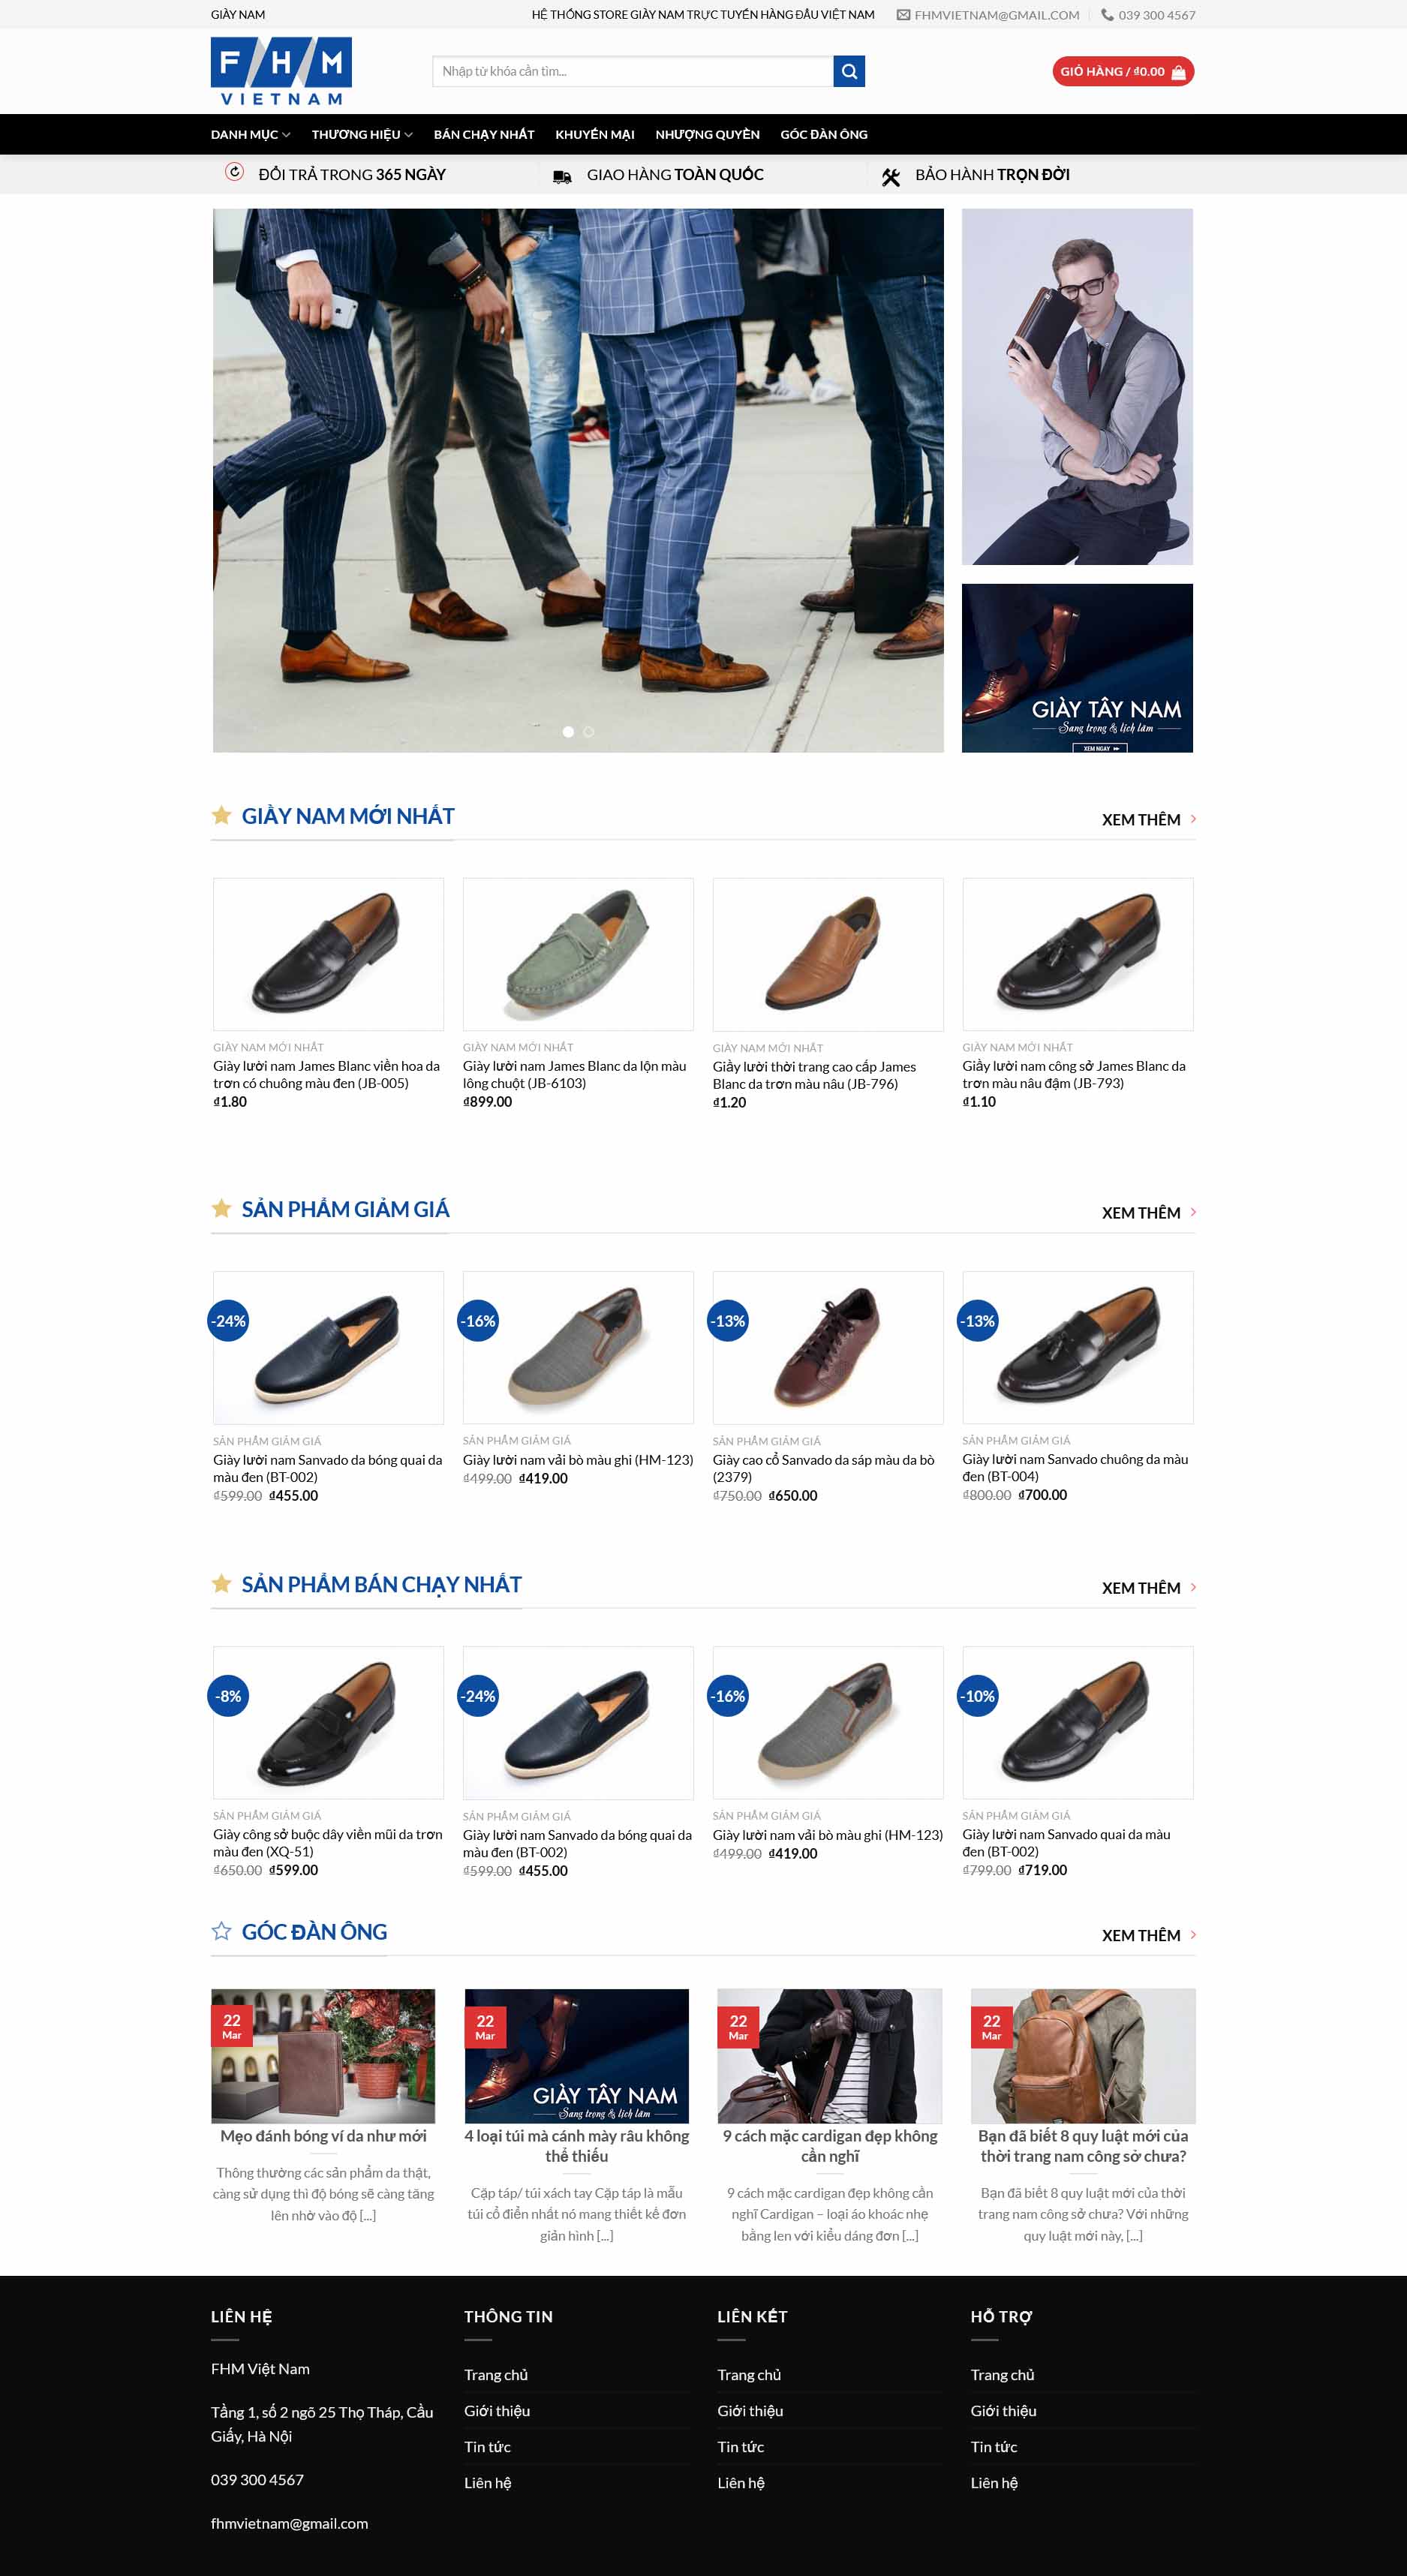 GIÀY NAM
HỆ THỐNG STORE GIÀY NAM TRỰC TUYẾN HÀNG ĐẦU VIỆT NAM
FHMVIETNAM@GMAIL.COM
039 300 4567
FHM
VIETNAM
Nhập từ khóa cần tìm...
GIỎ HÀNG / ₫0.00
DANH MỤC
THƯƠNG HIỆU
BÁN CHẠY NHẤT
KHUYẾN MẠI
NHƯỢNG QUYỀN
GÓC ĐÀN ÔNG
ĐỔI TRẢ TRONG 365 NGÀY
GIAO HÀNG TOÀN QUỐC
BẢO HÀNH TRỌN ĐỜI
GIÀY TÂY NAM
Sang trọng & lịch lãm
XEM NGAY
GIẦY NAM MỚI NHẤT
XEM THÊM
GIÀY NAM MỚI NHẤT
Giày lười nam James Blanc viền hoa da
trơn có chuông màu đen (JB-005)
₫1.80
GIÀY NAM MỚI NHẤT
Giày lười nam James Blanc da lộn màu
lông chuột (JB-6103)
₫899.00
GIÀY NAM MỚI NHẤT
Giầy lười thời trang cao cấp James
Blanc da trơn màu nâu (JB-796)
₫1.20
GIÀY NAM MỚI NHẤT
Giầy lười nam công sở James Blanc da
trơn màu nâu đậm (JB-793)
₫1.10
SẢN PHẨM GIẢM GIÁ
XEM THÊM
-24%
SẢN PHẨM GIẢM GIÁ
Giày lười nam Sanvado da bóng quai da
màu đen (BT-002)
₫599.00 ₫455.00
-16%
SẢN PHẨM GIẢM GIÁ
Giày lười nam vải bò màu ghi (HM-123)
₫499.00 ₫419.00
-13%
SẢN PHẨM GIẢM GIÁ
Giày cao cổ Sanvado da sáp màu da bò
(2379)
₫750.00 ₫650.00
-13%
SẢN PHẨM GIẢM GIÁ
Giày lười nam Sanvado chuông da màu
đen (BT-004)
₫800.00 ₫700.00
SẢN PHẨM BÁN CHẠY NHẤT
XEM THÊM
-8%
SẢN PHẨM GIẢM GIÁ
Giày công sở buộc dây viền mũi da trơn
màu đen (XQ-51)
₫650.00 ₫599.00
-24%
SẢN PHẨM GIẢM GIÁ
Giày lười nam Sanvado da bóng quai da
màu đen (BT-002)
₫599.00 ₫455.00
-16%
SẢN PHẨM GIẢM GIÁ
Giày lười nam vải bò màu ghi (HM-123)
₫499.00 ₫419.00
-10%
SẢN PHẨM GIẢM GIÁ
Giày lười nam Sanvado quai da màu
đen (BT-002)
₫799.00 ₫719.00
GÓC ĐÀN ÔNG
XEM THÊM
22
Mar
Mẹo đánh bóng ví da như mới
Thông thường các sản phẩm da thật,
càng sử dụng thì độ bóng sẽ càng tăng
lên nhờ vào độ [...]
22
Mar
GIÀY TÂY NAM
Sang trọng & lịch lãm
4 loại túi mà cánh mày râu không
thể thiếu
Cặp táp/ túi xách tay Cặp táp là mẫu
túi cổ điển nhất nó mang thiết kế đơn
giản hình [...]
22
Mar
9 cách mặc cardigan đẹp không
cần nghĩ
9 cách mặc cardigan đẹp không cần
nghĩ Cardigan – loại áo khoác nhẹ
bằng len với kiểu dáng đơn [...]
22
Mar
Bạn đã biết 8 quy luật mới của
thời trang nam công sở chưa?
Bạn đã biết 8 quy luật mới của thời
trang nam công sở chưa? Với những
quy luật mới này, [...]
LIÊN HỆ
FHM Việt Nam
Tầng 1, số 2 ngõ 25 Thọ Tháp, Cầu
Giấy, Hà Nội
039 300 4567
fhmvietnam@gmail.com
THÔNG TIN
Trang chủ
Giới thiệu
Tin tức
Liên hệ
LIÊN KẾT
Trang chủ
Giới thiệu
Tin tức
Liên hệ
HỖ TRỢ
Trang chủ
Giới thiệu
Tin tức
Liên hệ